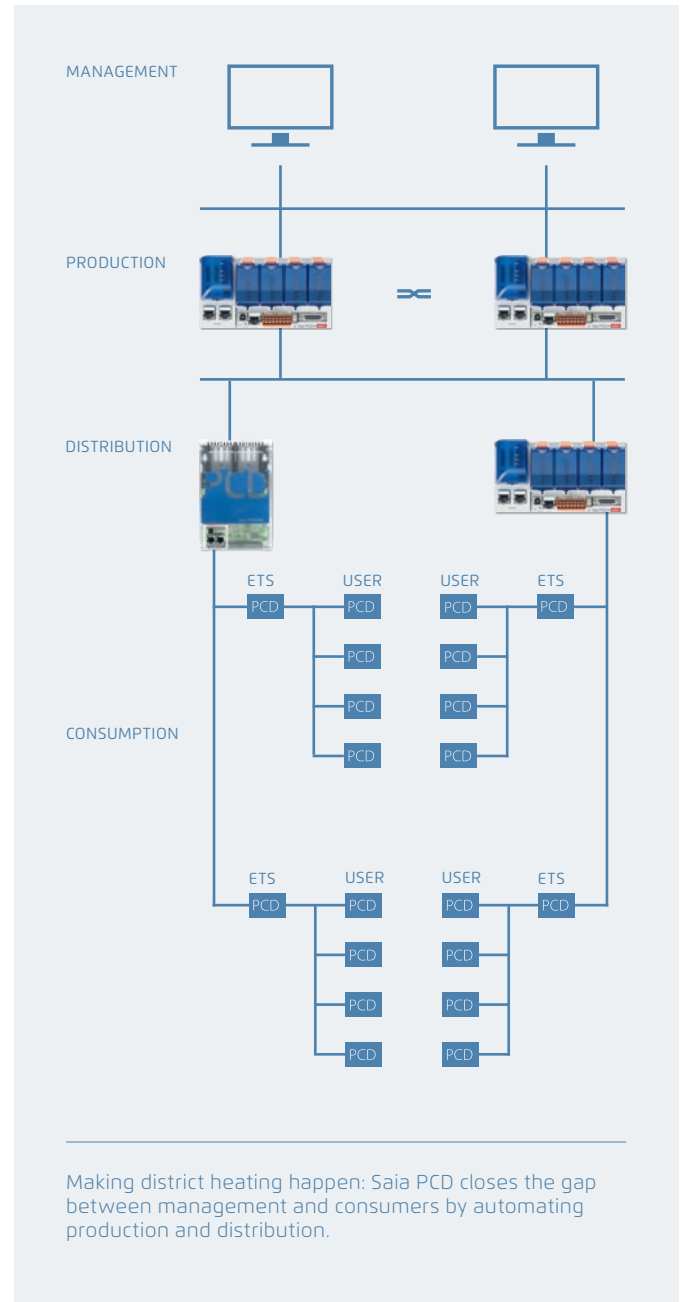 MANAGEMENT
PRODUCTION
DISTRIBUTION
PCD
ETS USER USER ETS
PCD PCD PCD PCD
PCD PCD
PCD PCD
PCD PCD
CONSUMPTION
ETS USER USER ETS
PCD PCD PCD PCD
PCD PCD
PCD PCD
PCD PCD
Making district heating happen: Saia PCD closes the gap
between management and consumers by automating
production and distribution.